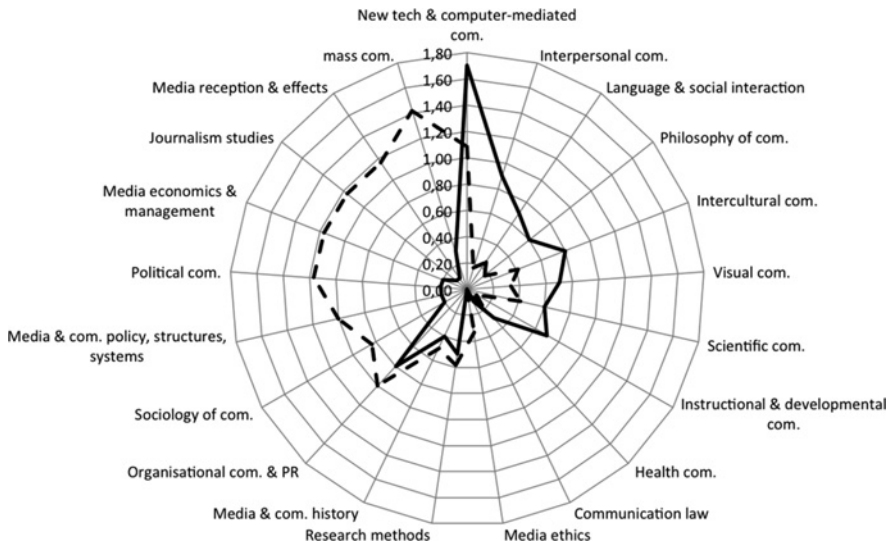 New tech & computer-mediated
com.
mass com.
Interpersonal com.
Media reception & effects
Language & social interaction
Journalism studies
Philosophy of com.
Media economics &
management
Intercultural com.
Political com.
Visual com.
Media & com. policy, structures,
systems
Scientific com.
Sociology of com.
Instructional & developmental
com.
Organisational com. & PR
Health com.
Media & com. history
Communication law
Research methods
Media ethics
1,80
1,60
1,40
1,20
1,00
0,80
0,60
0,40
0,20
0,00